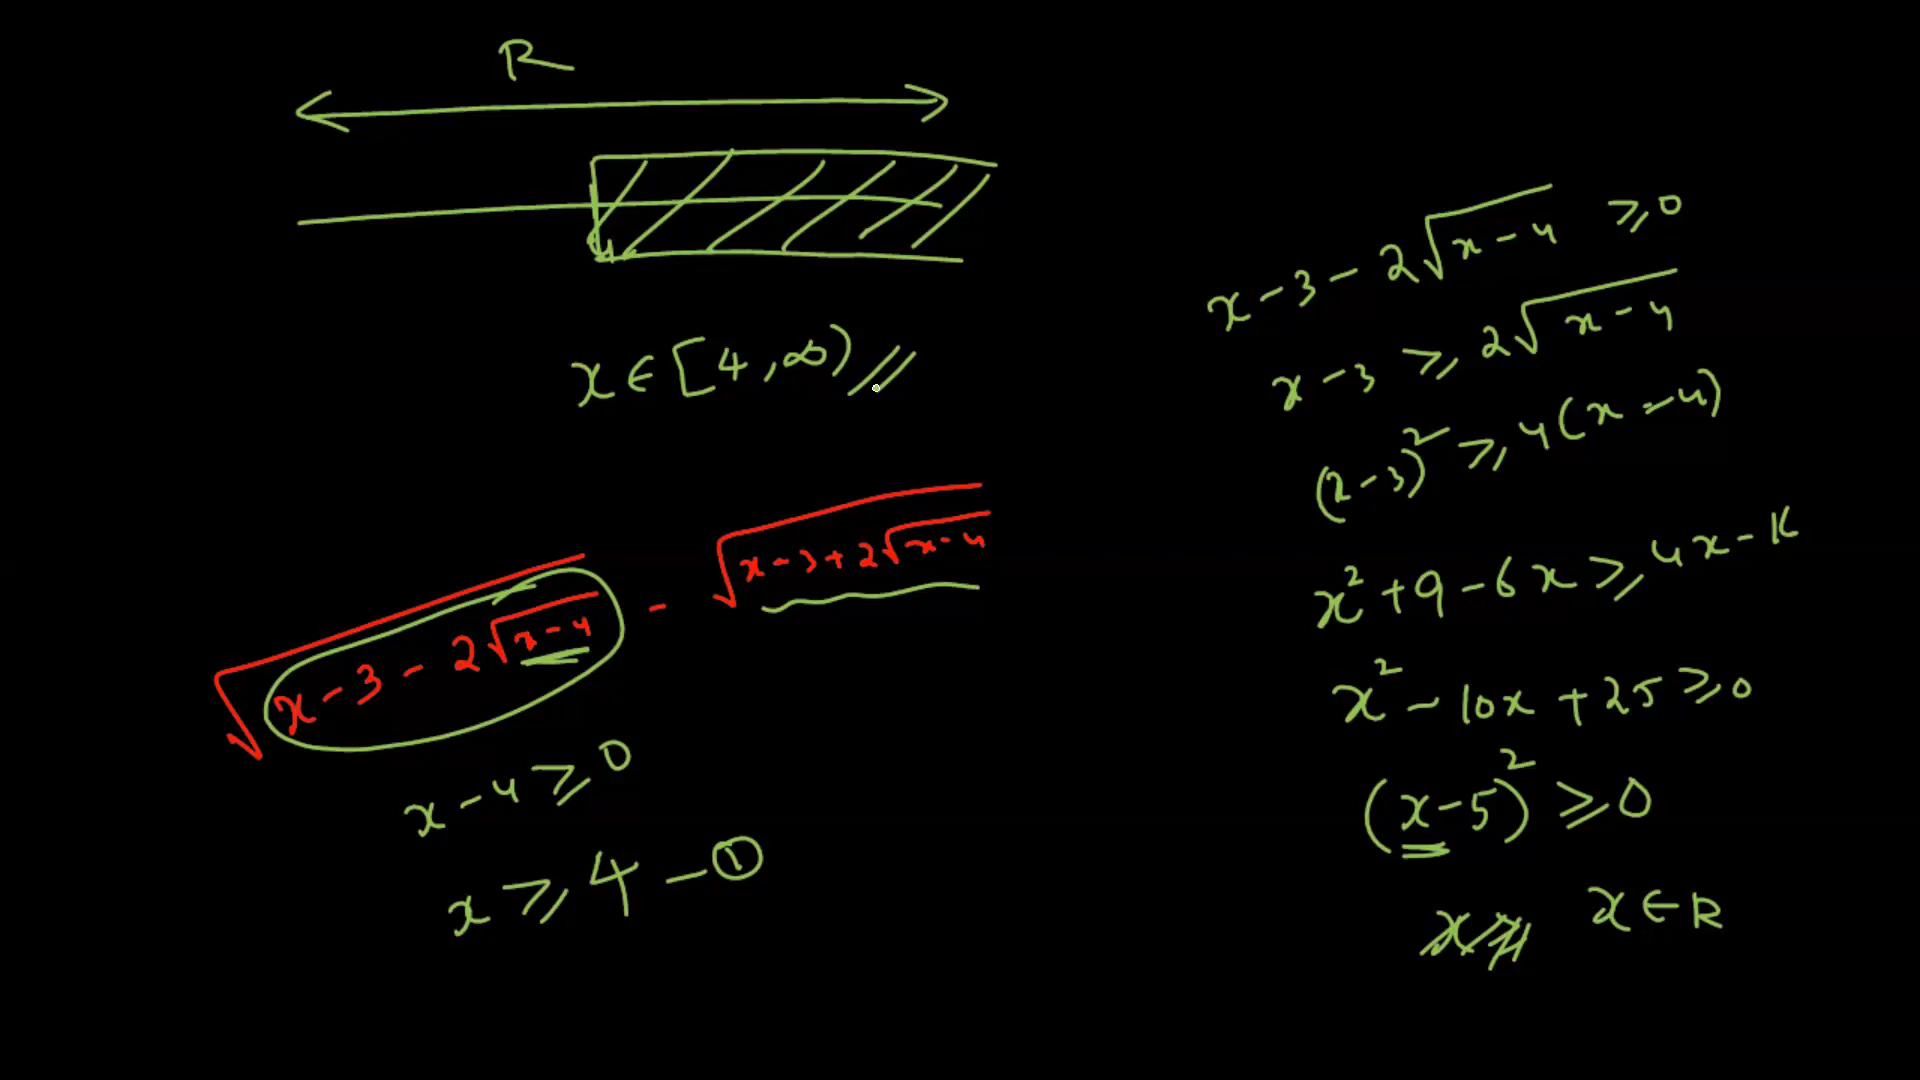 R
4
x ∈ [4, ∞)
√(x - 3 - 2√(x - 4)) - √(x - 3 + 2√(x - 4))
x - 4 ≥ 0
x ≥ 4 - ①
x - 3 - 2√(x - 4) ≥ 0
x - 3 ≥ 2√(x - 4)
(x - 3)² ≥ 4(x - 4)
x² + 9 - 6x ≥ 4x - 16
x² - 10x + 25 ≥ 0
(x - 5)² ≥ 0
x ∈ R